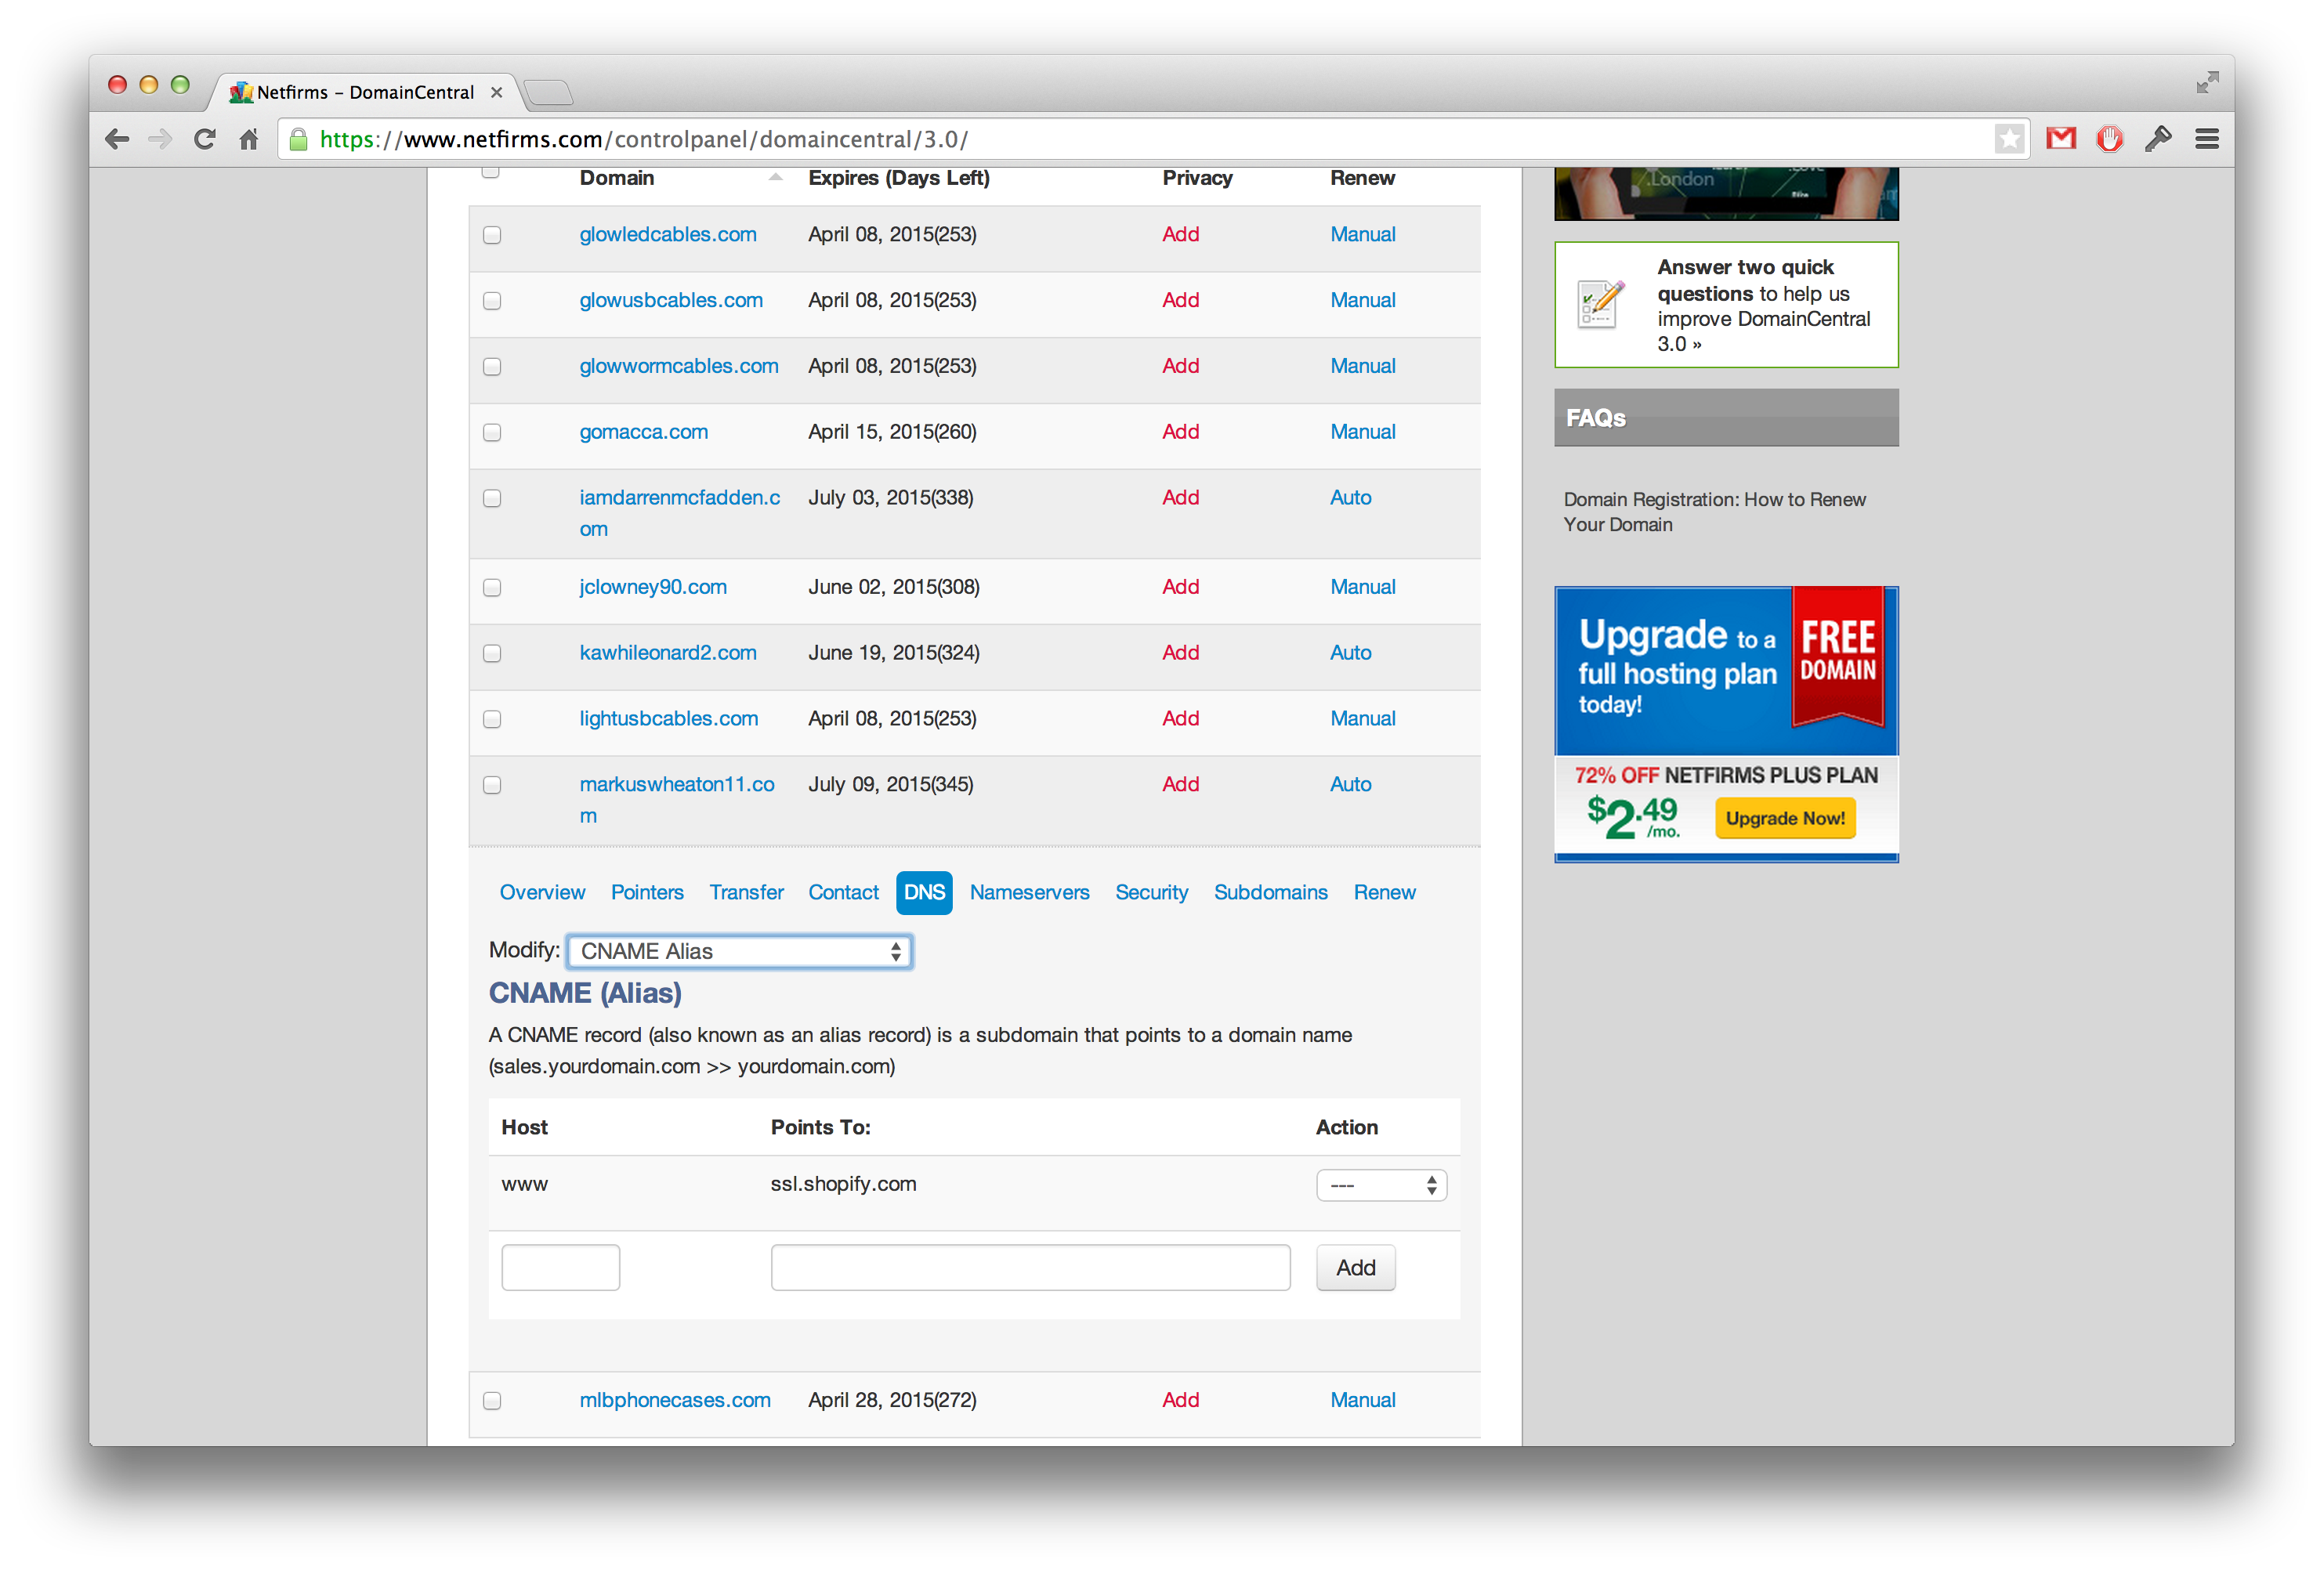 Netfirms – DomainCentral
https://www.netfirms.com/controlpanel/domaincentral/3.0/
Domain Expires (Days Left) Privacy Renew
glowledcables.com April 08, 2015(253) Add Manual
glowusbcables.com April 08, 2015(253) Add Manual
glowwormcables.com April 08, 2015(253) Add Manual
gomacca.com April 15, 2015(260) Add Manual
iamdarrenmcfadden.c July 03, 2015(338) Add Auto
om
jclowney90.com June 02, 2015(308) Add Manual
kawhileonard2.com June 19, 2015(324) Add Auto
lightusbcables.com April 08, 2015(253) Add Manual
markuswheaton11.co July 09, 2015(345) Add Auto
m
Overview Pointers Transfer Contact DNS Nameservers Security Subdomains Renew
Modify: CNAME Alias
CNAME (Alias)
A CNAME record (also known as an alias record) is a subdomain that points to a domain name
(sales.yourdomain.com >> yourdomain.com)
Host Points To: Action
www ssl.shopify.com ---
Add
mlbphonecases.com April 28, 2015(272) Add Manual
.London
Answer two quick
questions to help us
improve DomainCentral
3.0 »
FAQs
Domain Registration: How to Renew
Your Domain
Upgrade to a
full hosting plan
today!
FREE
DOMAIN
72% OFF NETFIRMS PLUS PLAN
$2.49
/mo.
Upgrade Now!